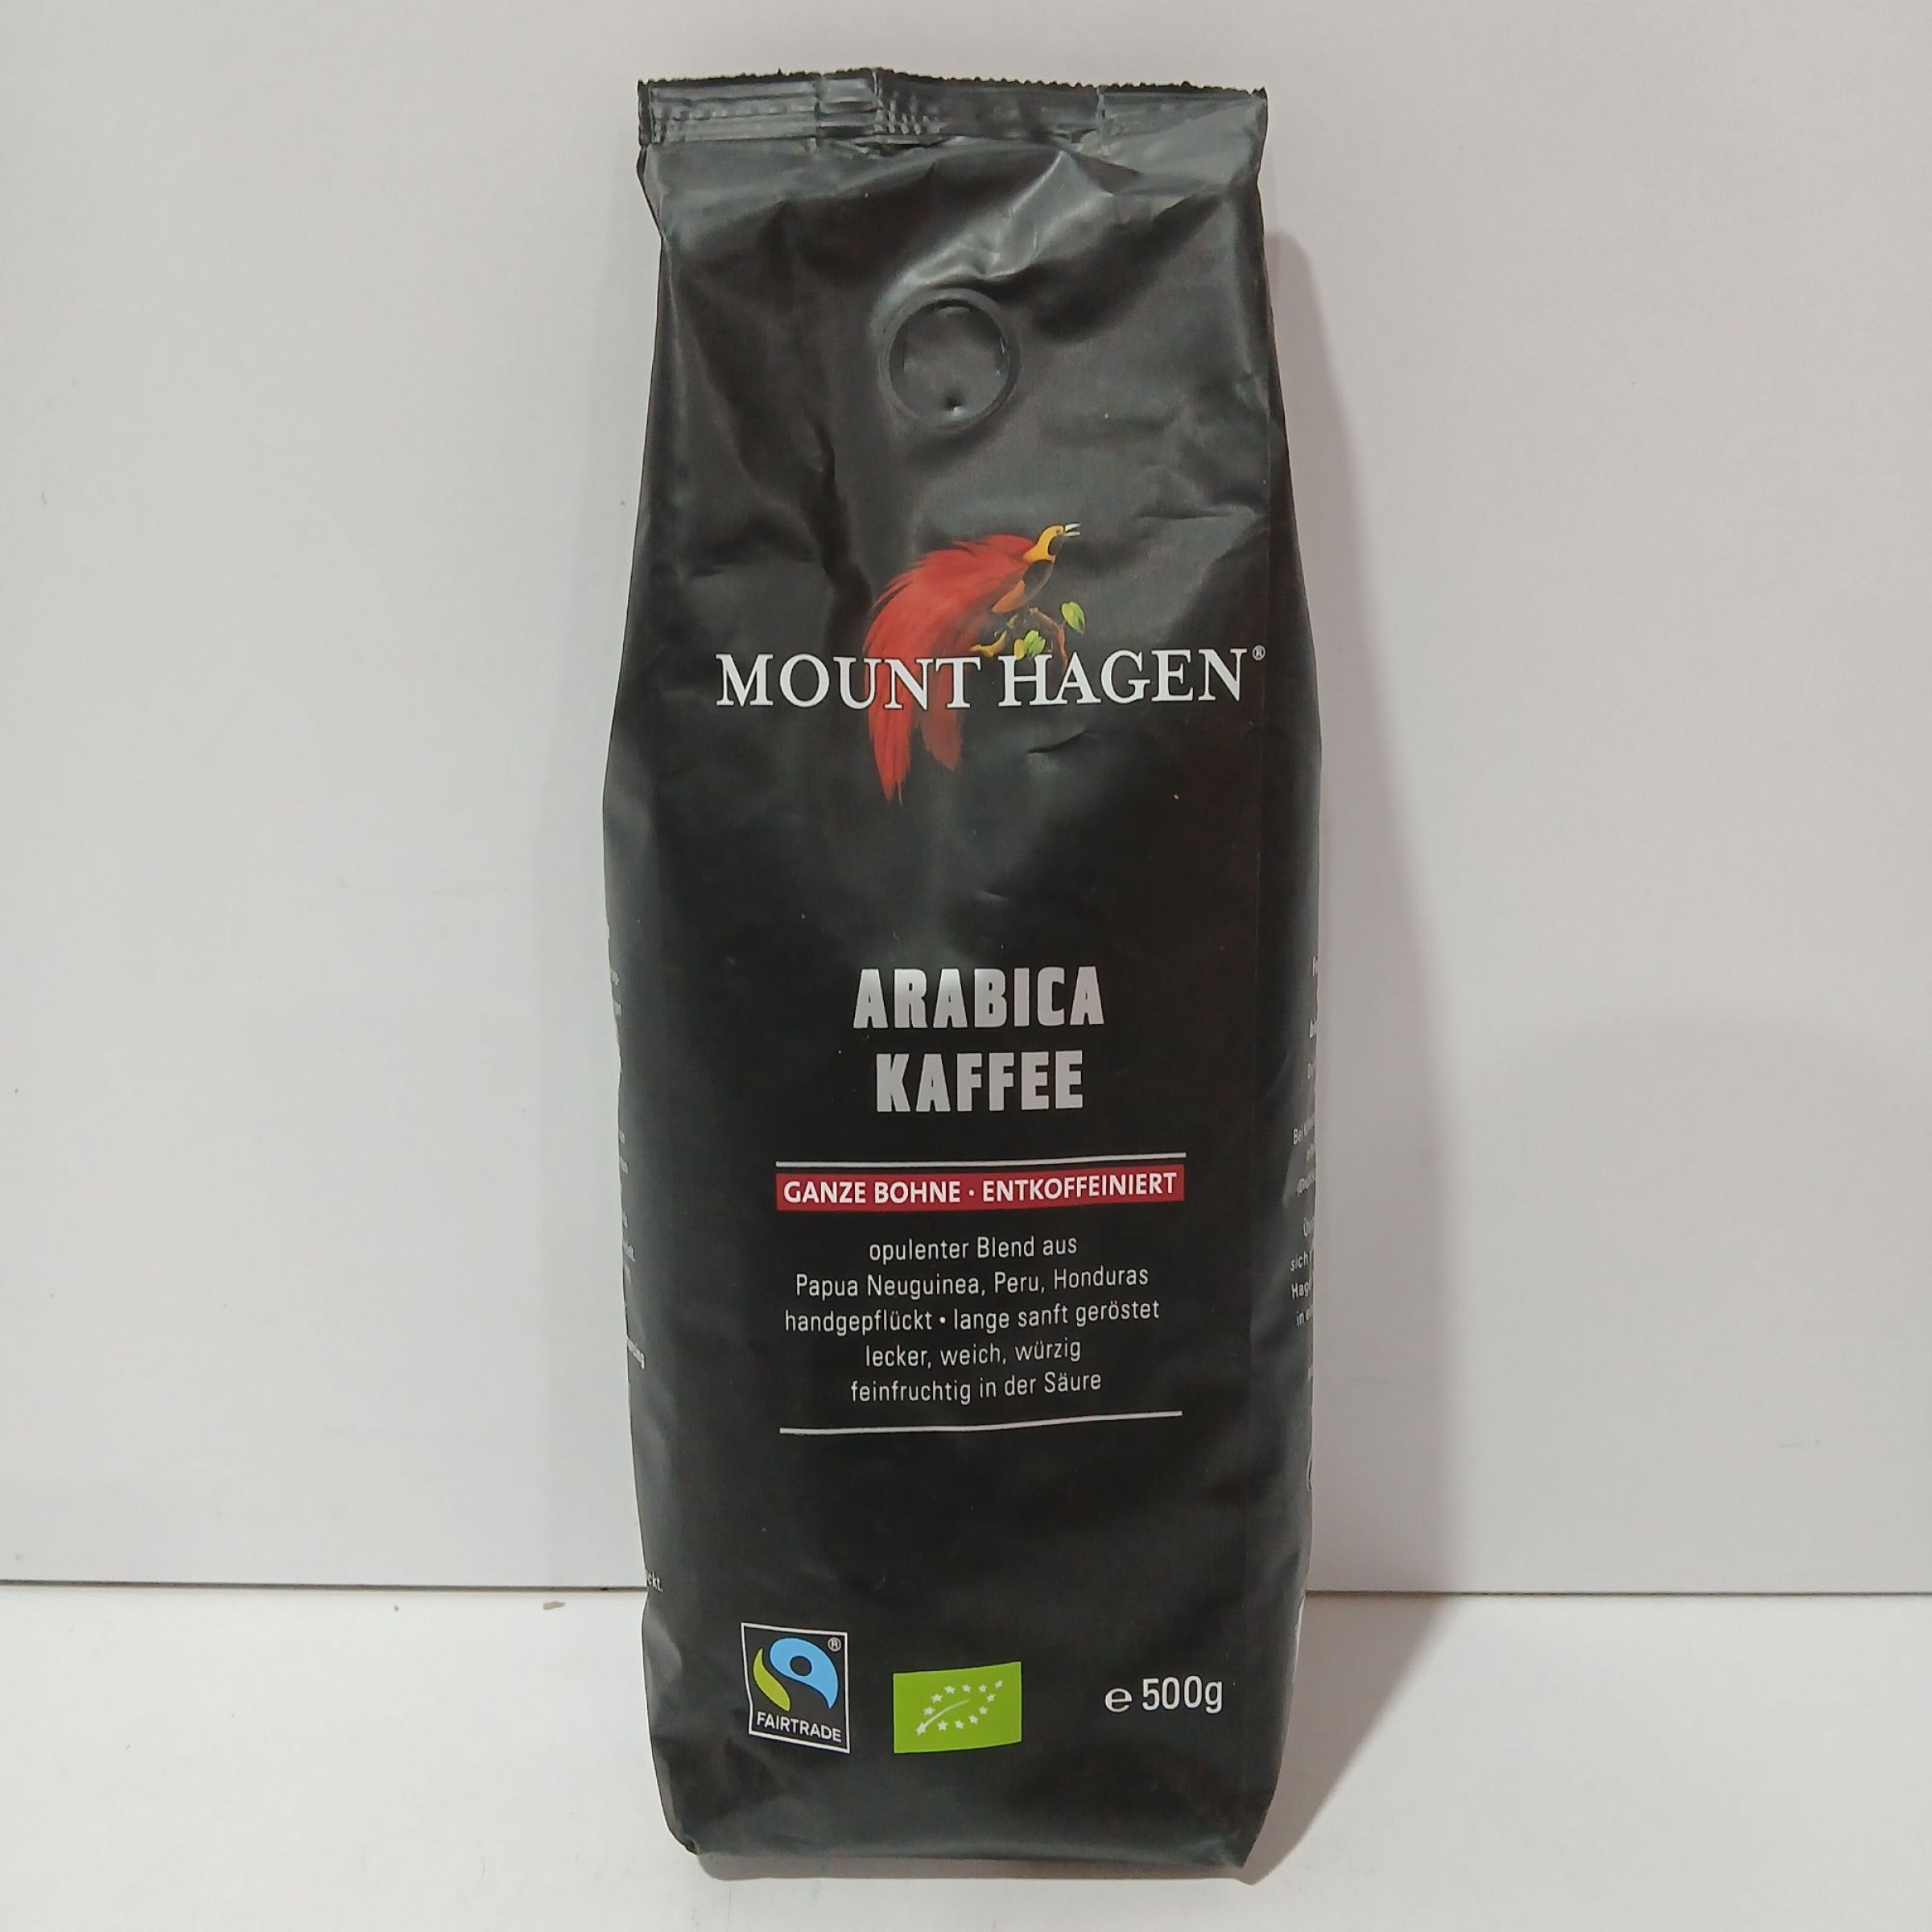 MOUNT HAGEN®
ARABICA
KAFFEE
GANZE BOHNE · ENTKOFFEINIERT
opulenter Blend aus
Papua Neuguinea, Peru, Honduras
handgepflückt • lange sanft geröstet
lecker, weich, würzig
feinfruchtig in der Säure
®
FAIRTRADE
℮ 500g